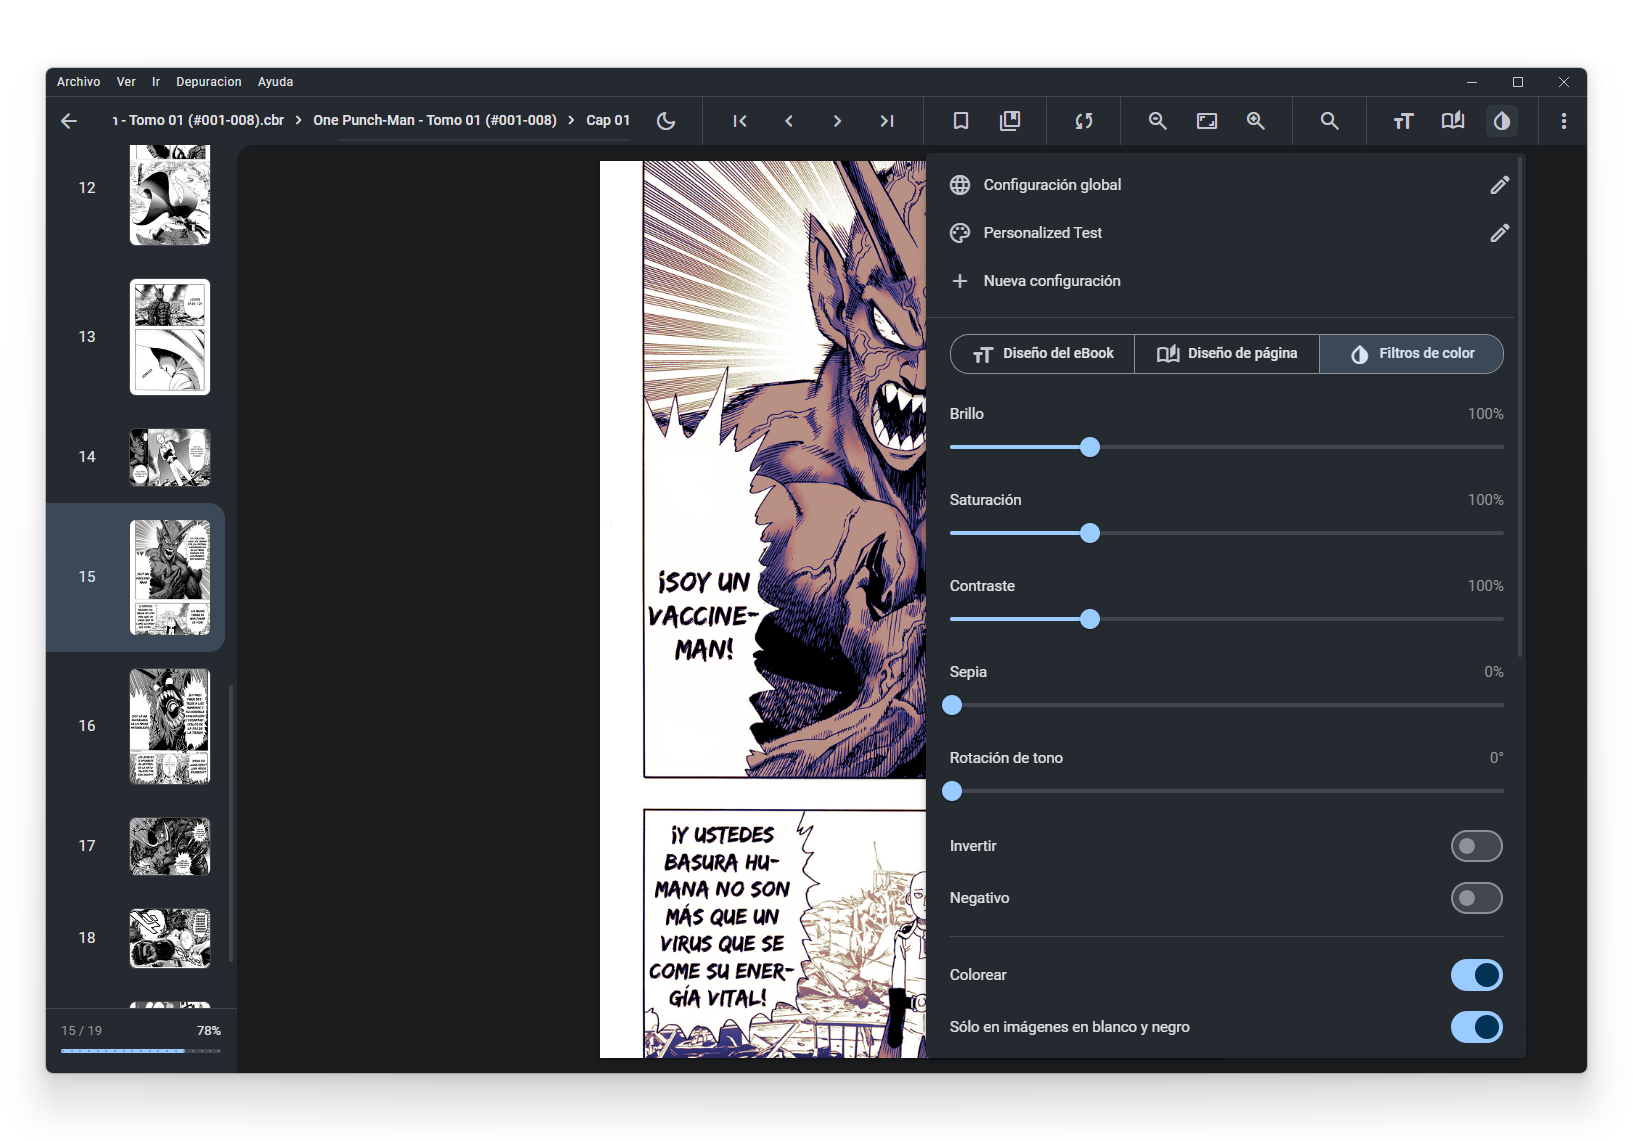 Archivo Ver Ir Depuracion Ayuda
- Tomo 01 (#001-008).cbr > One Punch-Man - Tomo 01 (#001-008) > Cap 01
12
13
14
15
16
17
18
15 / 19 78%
¡SOY UN
VACCINE-
MAN!
¡Y USTEDES
BASURA HU-
MANA NO SON
MÁS QUE UN
VIRUS QUE SE
COME SU ENER-
GÍA VITAL!
Configuración global
Personalized Test
Nueva configuración
Diseño del eBook Diseño de página Filtros de color
Brillo 100%
Saturación 100%
Contraste 100%
Sepia 0%
Rotación de tono 0°
Invertir
Negativo
Colorear
Sólo en imágenes en blanco y negro